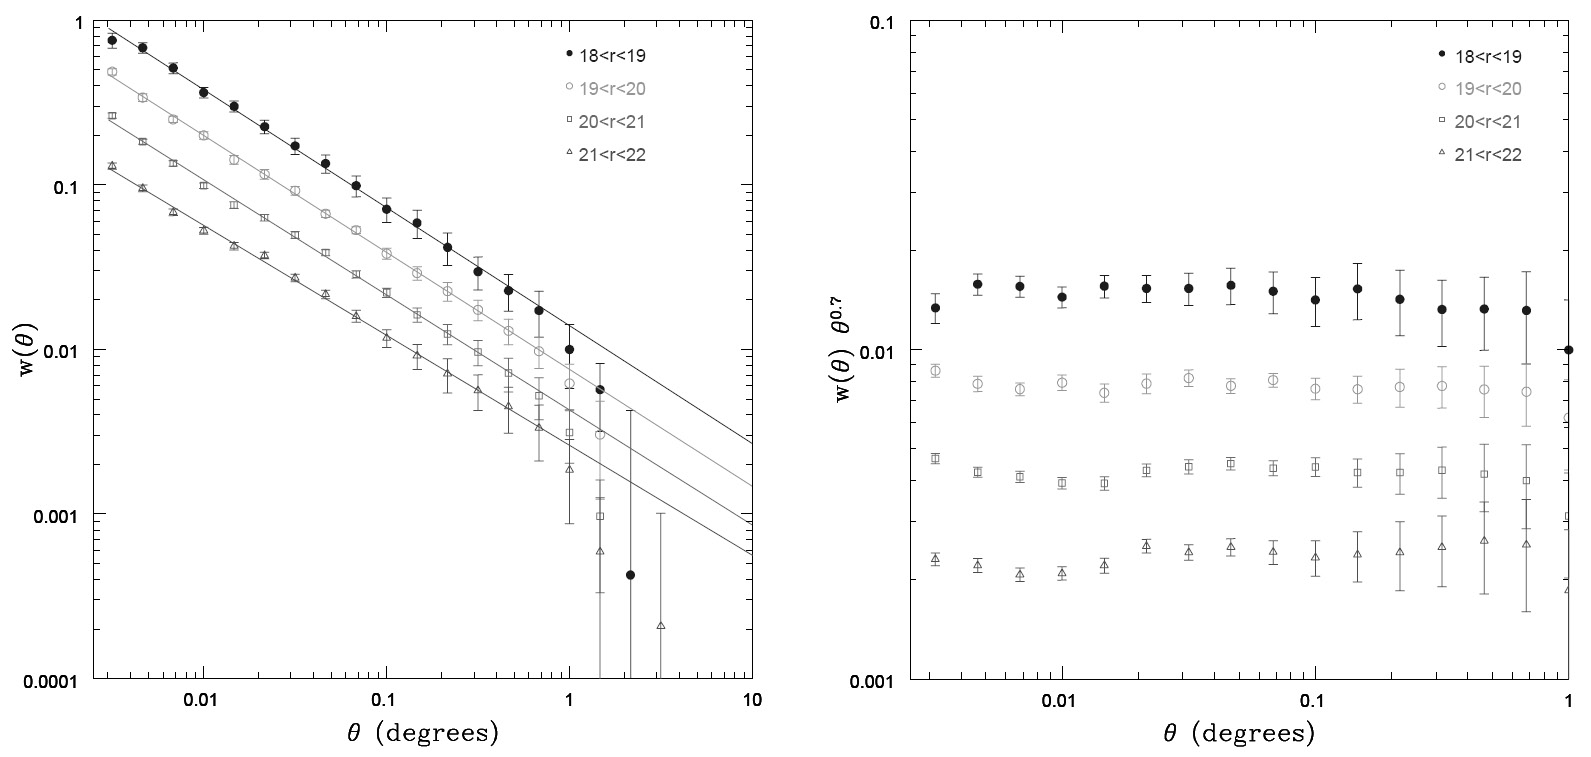 1
0.1
0.01
0.001
0.0001
w(θ)
18<r<19
19<r<20
20<r<21
21<r<22
0.01 0.1 1 10
θ (degrees)
0.1
0.01
0.001
w(θ) θ^0.7
18<r<19
19<r<20
20<r<21
21<r<22
0.01 0.1 1
θ (degrees)